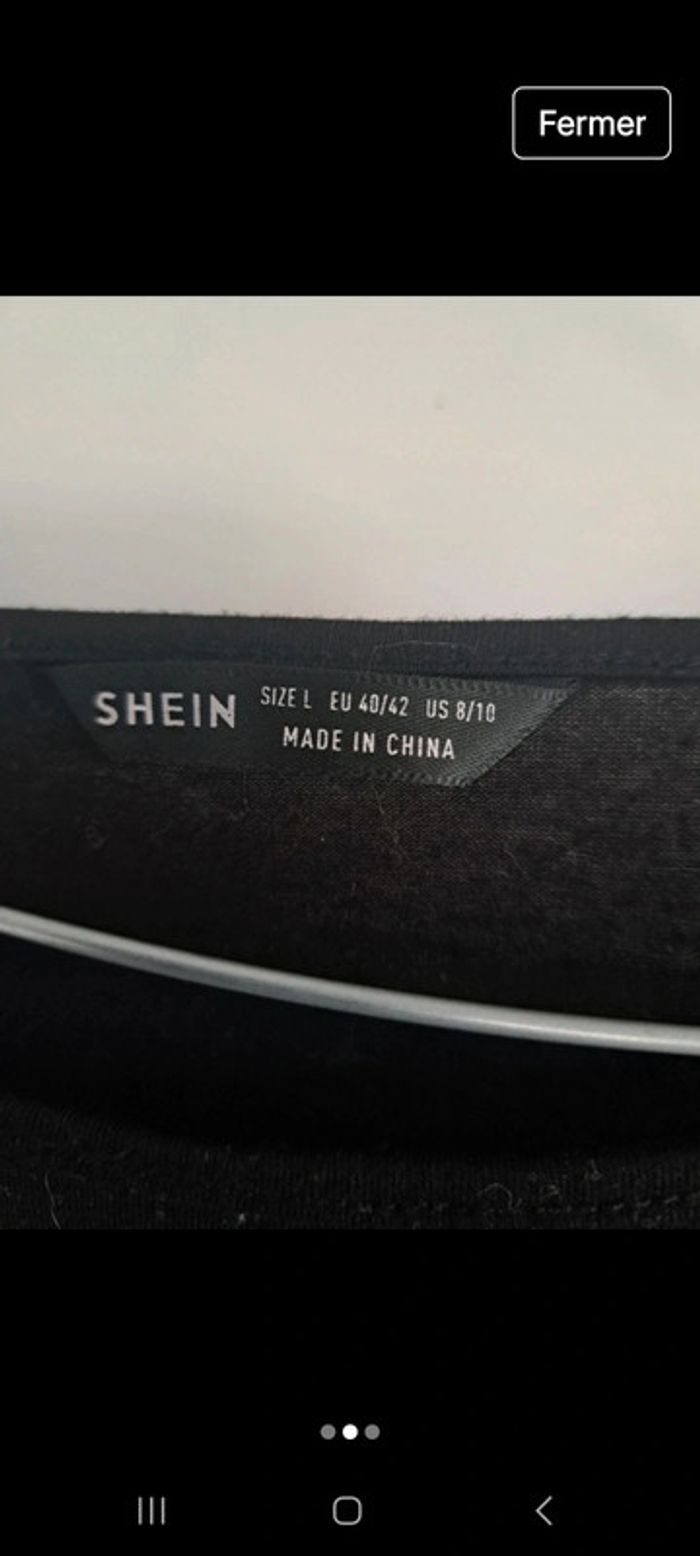 Fermer
SHEIN
SIZE L EU 40/42 US 8/10
MADE IN CHINA